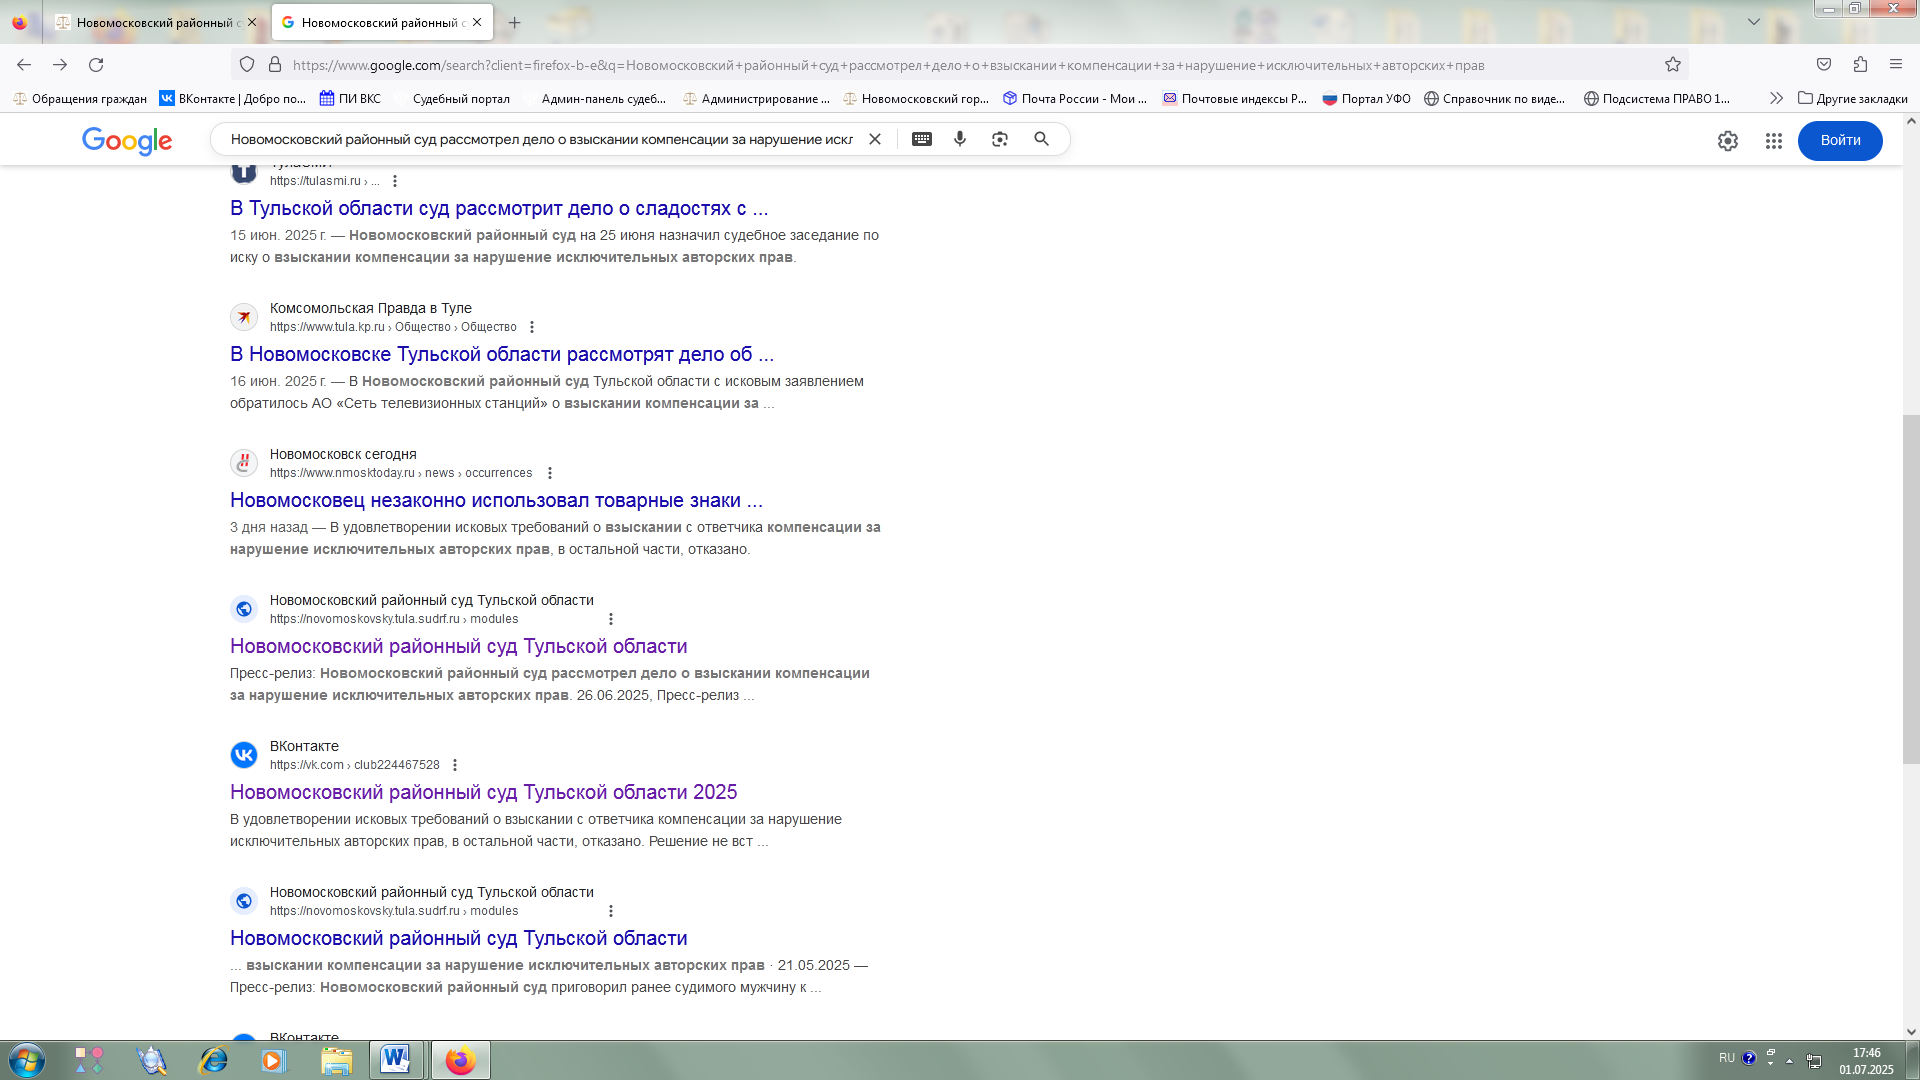 Новомосковский районный с
Новомосковский районный с
https://www.google.com/search?client=firefox-b-e&q=Новомосковский+районный+суд+рассмотрел+дело+о+взыскании+компенсации+за+нарушение+исключительных+авторских+прав
Обращения граждан
ВКонтакте | Добро по...
ПИ ВКС
Судебный портал
Админ-панель судеб...
Администрирование ...
Новомосковский гор...
Почта России - Мои ...
Почтовые индексы Р...
Портал УФО
Справочник по виде...
Подсистема ПРАВО 1...
Другие закладки
Google
Новомосковский районный суд рассмотрел дело о взыскании компенсации за нарушение искл
Войти
ТулаСМИ
https://tulasmi.ru › ...
В Тульской области суд рассмотрит дело о сладостях с ...
15 июн. 2025 г. — Новомосковский районный суд на 25 июня назначил судебное заседание по
иску о взыскании компенсации за нарушение исключительных авторских прав.
Комсомольская Правда в Туле
https://www.tula.kp.ru › Общество › Общество
В Новомосковске Тульской области рассмотрят дело об ...
16 июн. 2025 г. — В Новомосковский районный суд Тульской области с исковым заявлением
обратилось АО «Сеть телевизионных станций» о взыскании компенсации за ...
Новомосковск сегодня
https://www.nmosktoday.ru › news › occurrences
Новомосковец незаконно использовал товарные знаки ...
3 дня назад — В удовлетворении исковых требований о взыскании с ответчика компенсации за
нарушение исключительных авторских прав, в остальной части, отказано.
Новомосковский районный суд Тульской области
https://novomoskovsky.tula.sudrf.ru › modules
Новомосковский районный суд Тульской области
Пресс-релиз: Новомосковский районный суд рассмотрел дело о взыскании компенсации
за нарушение исключительных авторских прав. 26.06.2025, Пресс-релиз ...
ВКонтакте
https://vk.com › club224467528
Новомосковский районный суд Тульской области 2025
В удовлетворении исковых требований о взыскании с ответчика компенсации за нарушение
исключительных авторских прав, в остальной части, отказано. Решение не вст ...
Новомосковский районный суд Тульской области
https://novomoskovsky.tula.sudrf.ru › modules
Новомосковский районный суд Тульской области
... взыскании компенсации за нарушение исключительных авторских прав · 21.05.2025 —
Пресс-релиз: Новомосковский районный суд приговорил ранее судимого мужчину к ...
ВКонтакте
RU
17:46
01.07.2025